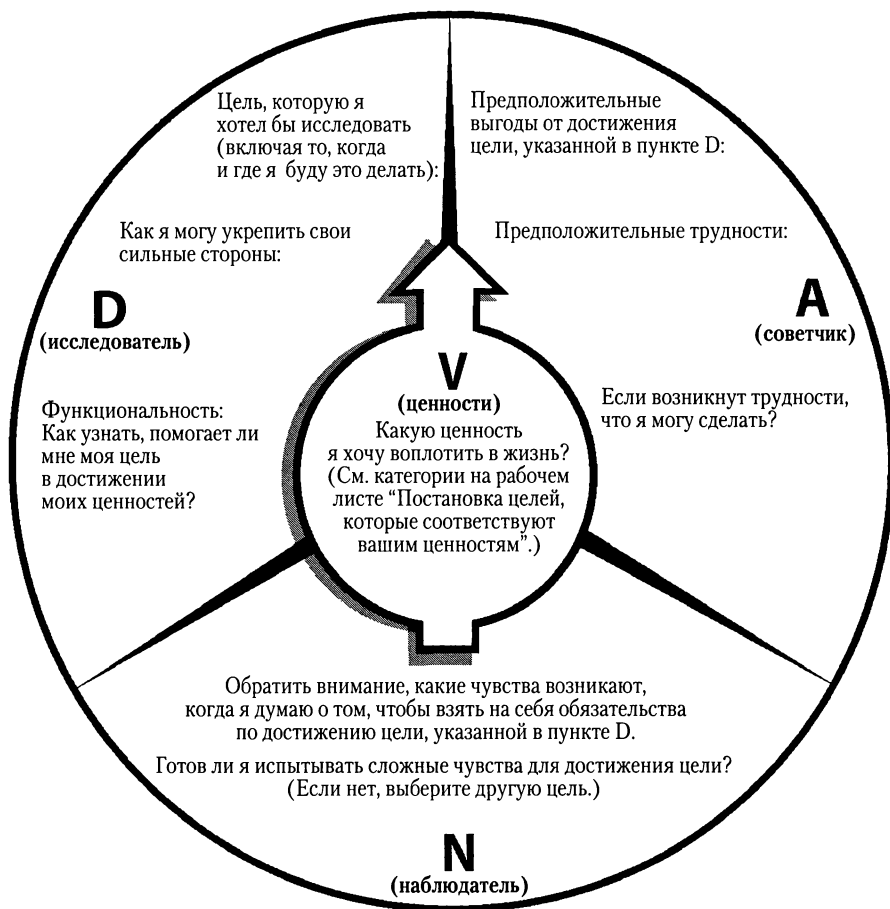 Цель, которую я
хотел бы исследовать
(включая то, когда
и где я буду это делать):
Как я могу укрепить свои
сильные стороны:
D
(исследователь)
Функциональность:
Как узнать, помогает ли
мне моя цель
в достижении
моих ценностей?
Предположительные
выгоды от достижения
цели, указанной в пункте D:
Предположительные трудности:
A
(советчик)
Если возникнут трудности,
что я могу сделать?
V
(ценности)
Какую ценность
я хочу воплотить в жизнь?
(См. категории на рабочем
листе “Постановка целей,
которые соответствуют
вашим ценностям”.)
Обратить внимание, какие чувства возникают,
когда я думаю о том, чтобы взять на себя обязательства
по достижению цели, указанной в пункте D.
Готов ли я испытывать сложные чувства для достижения цели?
(Если нет, выберите другую цель.)
N
(наблюдатель)